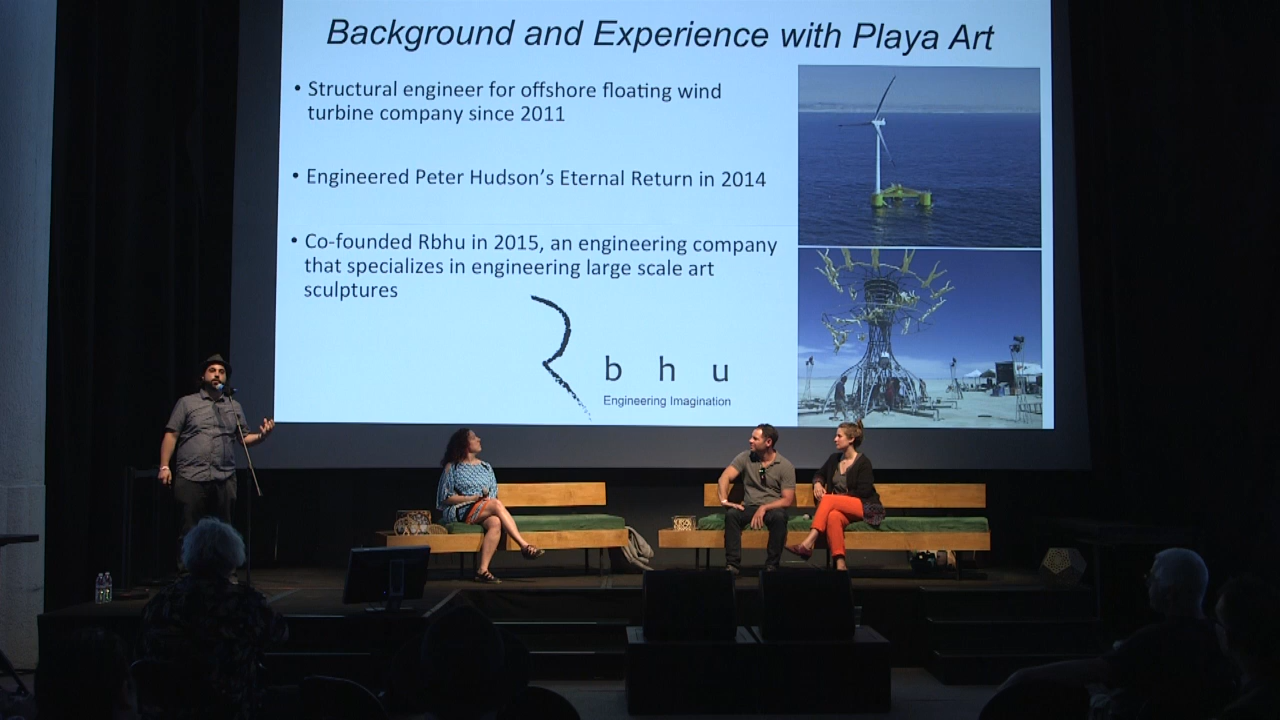 Background and Experience with Playa Art
• Structural engineer for offshore floating wind
turbine company since 2011
• Engineered Peter Hudson's Eternal Return in 2014
• Co-founded Rbhu in 2015, an engineering company
that specializes in engineering large scale art
sculptures
R b h u
Engineering Imagination